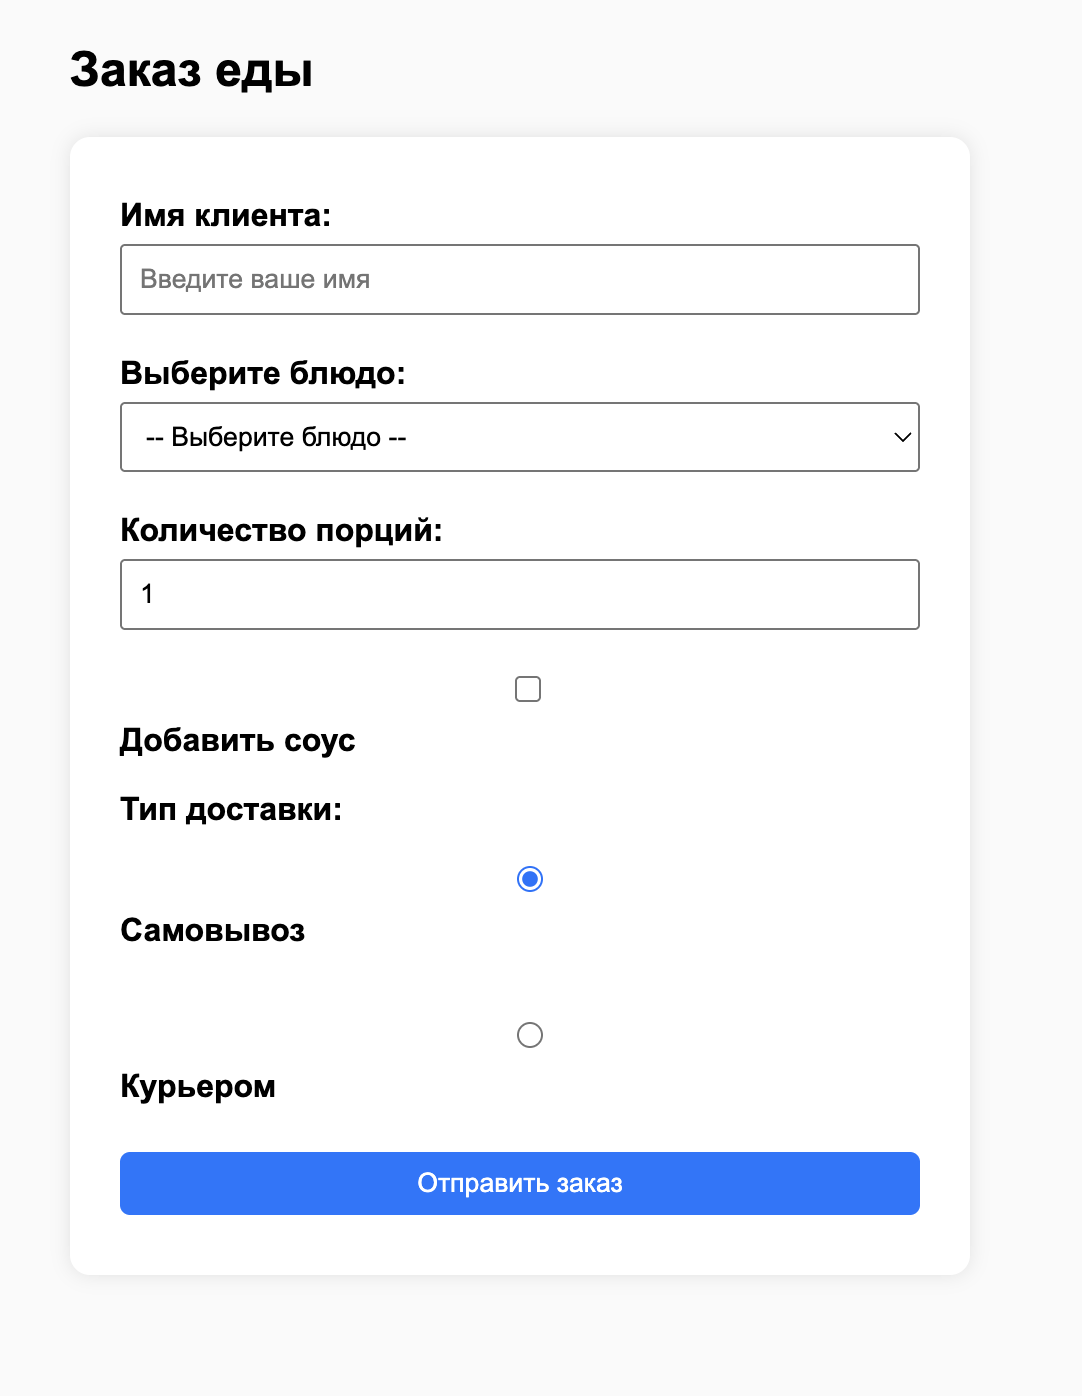 Заказ еды
Имя клиента:
Введите ваше имя
Выберите блюдо:
-- Выберите блюдо --
Количество порций:
1
Добавить соус
Тип доставки:
Самовывоз
Курьером
Отправить заказ